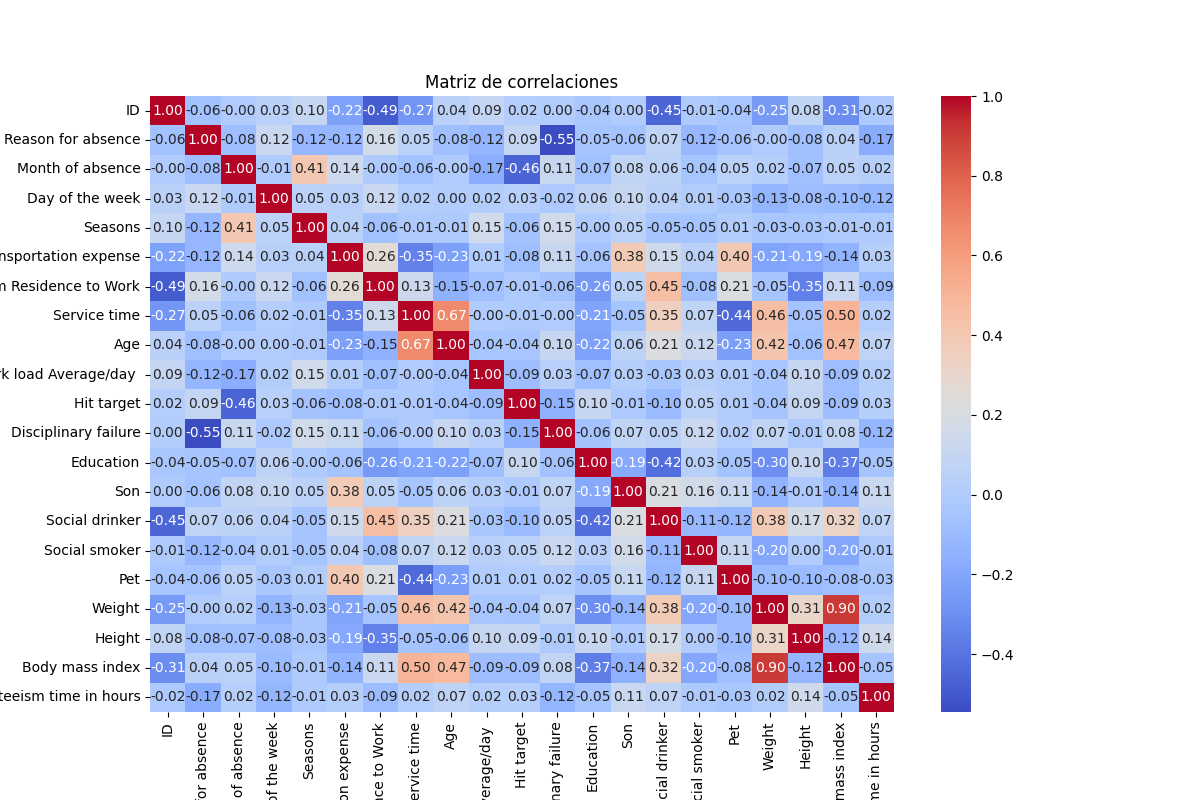 Matriz de correlaciones
ID 1.00 -0.06 -0.00 0.03 0.10 -0.22 -0.49 -0.27 0.04 0.09 0.02 0.00 -0.04 0.00 -0.45 -0.01 -0.04 -0.25 0.08 -0.31 -0.02
Reason for absence -0.06 1.00 -0.08 0.12 -0.12 -0.12 0.16 0.05 -0.08 -0.12 0.09 -0.55 -0.05 -0.06 0.07 -0.12 -0.06 -0.00 -0.08 0.04 -0.17
Month of absence -0.00 -0.08 1.00 -0.01 0.41 0.14 -0.00 -0.06 -0.00 -0.17 -0.46 0.11 -0.07 0.08 0.06 -0.04 0.05 0.02 -0.07 0.05 0.02
Day of the week 0.03 0.12 -0.01 1.00 0.05 0.03 0.12 0.02 0.00 0.02 0.03 -0.02 0.06 0.10 0.04 0.01 -0.03 -0.13 -0.08 -0.10 -0.12
Seasons 0.10 -0.12 0.41 0.05 1.00 0.04 -0.06 -0.01 -0.01 0.15 -0.06 0.15 -0.00 0.05 -0.05 -0.05 0.01 -0.03 -0.03 -0.01 -0.01
nsportation expense -0.22 -0.12 0.14 0.03 0.04 1.00 0.26 -0.35 -0.23 0.01 -0.08 0.11 -0.06 0.38 0.15 0.04 0.40 -0.21 -0.19 -0.14 0.03
m Residence to Work -0.49 0.16 -0.00 0.12 -0.06 0.26 1.00 0.13 -0.15 -0.07 -0.01 -0.06 -0.26 0.05 0.45 -0.08 0.21 -0.05 -0.35 0.11 -0.09
Service time -0.27 0.05 -0.06 0.02 -0.01 -0.35 0.13 1.00 0.67 -0.00 -0.01 -0.00 -0.21 -0.05 0.35 0.07 -0.44 0.46 -0.05 0.50 0.02
Age 0.04 -0.08 -0.00 0.00 -0.01 -0.23 -0.15 0.67 1.00 -0.04 -0.04 0.10 -0.22 0.06 0.21 0.12 -0.23 0.42 -0.06 0.47 0.07
rk load Average/day 0.09 -0.12 -0.17 0.02 0.15 0.01 -0.07 -0.00 -0.04 1.00 -0.09 0.03 -0.07 0.03 -0.03 0.03 0.01 -0.04 0.10 -0.09 0.02
Hit target 0.02 0.09 -0.46 0.03 -0.06 -0.08 -0.01 -0.01 -0.04 -0.09 1.00 -0.15 0.10 -0.01 -0.10 0.05 0.01 -0.04 0.09 -0.09 0.03
Disciplinary failure 0.00 -0.55 0.11 -0.02 0.15 0.11 -0.06 -0.00 0.10 0.03 -0.15 1.00 -0.06 0.07 0.05 0.12 0.02 0.07 -0.01 0.08 -0.12
Education -0.04 -0.05 -0.07 0.06 -0.00 -0.06 -0.26 -0.21 -0.22 -0.07 0.10 -0.06 1.00 -0.19 -0.42 0.03 -0.05 -0.30 0.10 -0.37 -0.05
Son 0.00 -0.06 0.08 0.10 0.05 0.38 0.05 -0.05 0.06 0.03 -0.01 0.07 -0.19 1.00 0.21 0.16 0.11 -0.14 -0.01 -0.14 0.11
Social drinker -0.45 0.07 0.06 0.04 -0.05 0.15 0.45 0.35 0.21 -0.03 -0.10 0.05 -0.42 0.21 1.00 -0.11 -0.12 0.38 0.17 0.32 0.07
Social smoker -0.01 -0.12 -0.04 0.01 -0.05 0.04 -0.08 0.07 0.12 0.03 0.05 0.12 0.03 0.16 -0.11 1.00 0.11 -0.20 0.00 -0.20 -0.01
Pet -0.04 -0.06 0.05 -0.03 0.01 0.40 0.21 -0.44 -0.23 0.01 0.01 0.02 -0.05 0.11 -0.12 0.11 1.00 -0.10 -0.10 -0.08 -0.03
Weight -0.25 -0.00 0.02 -0.13 -0.03 -0.21 -0.05 0.46 0.42 -0.04 -0.04 0.07 -0.30 -0.14 0.38 -0.20 -0.10 1.00 0.31 0.90 0.02
Height 0.08 -0.08 -0.07 -0.08 -0.03 -0.19 -0.35 -0.05 -0.06 0.10 0.09 -0.01 0.10 -0.01 0.17 0.00 -0.10 0.31 1.00 -0.12 0.14
Body mass index -0.31 0.04 0.05 -0.10 -0.01 -0.14 0.11 0.50 0.47 -0.09 -0.09 0.08 -0.37 -0.14 0.32 -0.20 -0.08 0.90 -0.12 1.00 -0.05
teeism time in hours -0.02 -0.17 0.02 -0.12 -0.01 0.03 -0.09 0.02 0.07 0.02 0.03 -0.12 -0.05 0.11 0.07 -0.01 -0.03 0.02 0.14 -0.05 1.00
ID
for absence
of absence
of the week
Seasons
on expense
nce to Work
ervice time
Age
verage/day
Hit target
nary failure
Education
Son
cial drinker
cial smoker
Pet
Weight
Height
mass index
me in hours
1.0
0.8
0.6
0.4
0.2
0.0
−0.2
−0.4